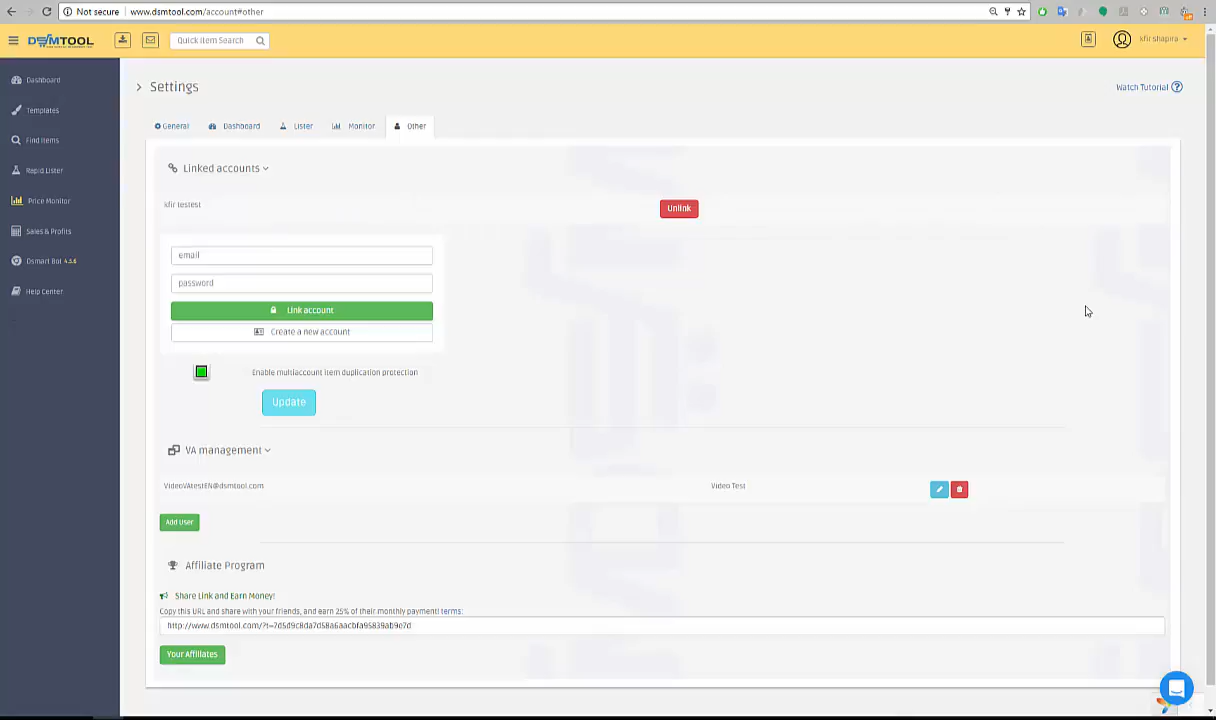 Not secure www.dsmtool.com/account#other
DSMTOOL
Quick Item Search
kfir shapira
Dashboard
Templates
Find Items
Rapid Lister
Price Monitor
Sales & Profits
Dsmart Bot 4.5.6
Help Center
Settings
Watch Tutorial
General
Dashboard
Lister
Monitor
Other
Linked accounts
kfir testest
Unlink
email
password
Link account
Create a new account
Enable multiaccount item duplication protection
Update
VA management
VideoVAtestEN@dsmtool.com
Video Test
Add User
Affiliate Program
Share Link and Earn Money!
Copy this URL and share with your friends, and earn 25% of their monthly payment! terms:
Your Affiliates